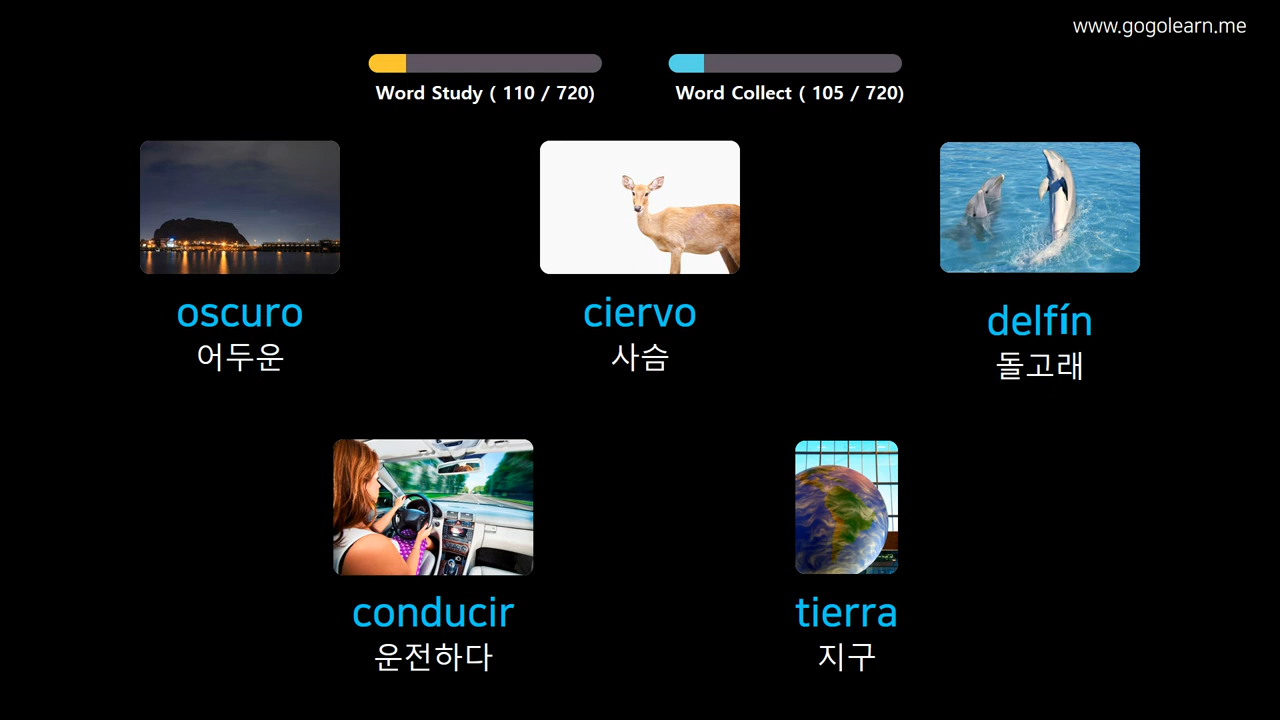 www.gogolearn.me
Word Study ( 110 / 720)
Word Collect ( 105 / 720)
oscuro
어두운
ciervo
사슴
delfín
돌고래
conducir
운전하다
tierra
지구